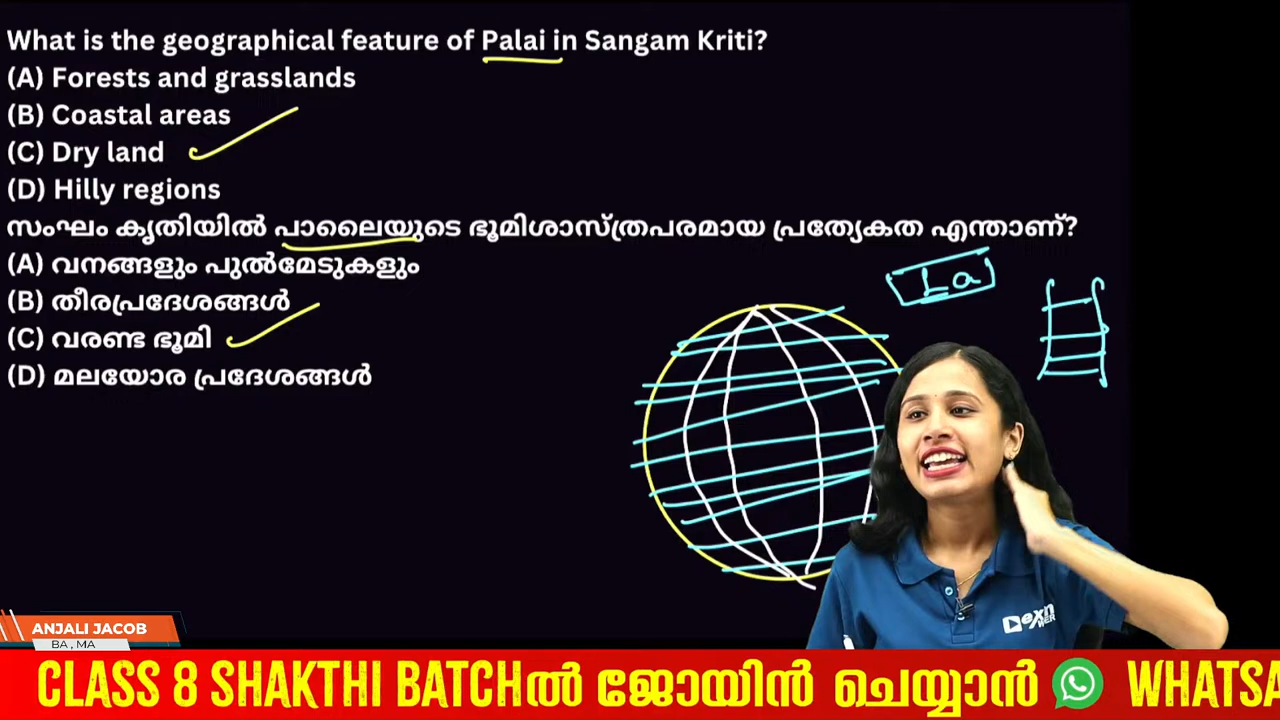 What is the geographical feature of Palai in Sangam Kriti?
(A) Forests and grasslands
(B) Coastal areas
(C) Dry land
(D) Hilly regions
സംഘം കൃതിയിൽ പാലൈയുടെ ഭൂമിശാസ്ത്രപരമായ പ്രത്യേകത എന്താണ്?
(A) വനങ്ങളും പുൽമേടുകളും
(B) തീരപ്രദേശങ്ങൾ
(C) വരണ്ട ഭൂമി
(D) മലയോര പ്രദേശങ്ങൾ
La
ANJALI JACOB
BA , MA
CLASS 8 SHAKTHI BATCHൽ ജോയിൻ ചെയ്യാൻ WHATSA